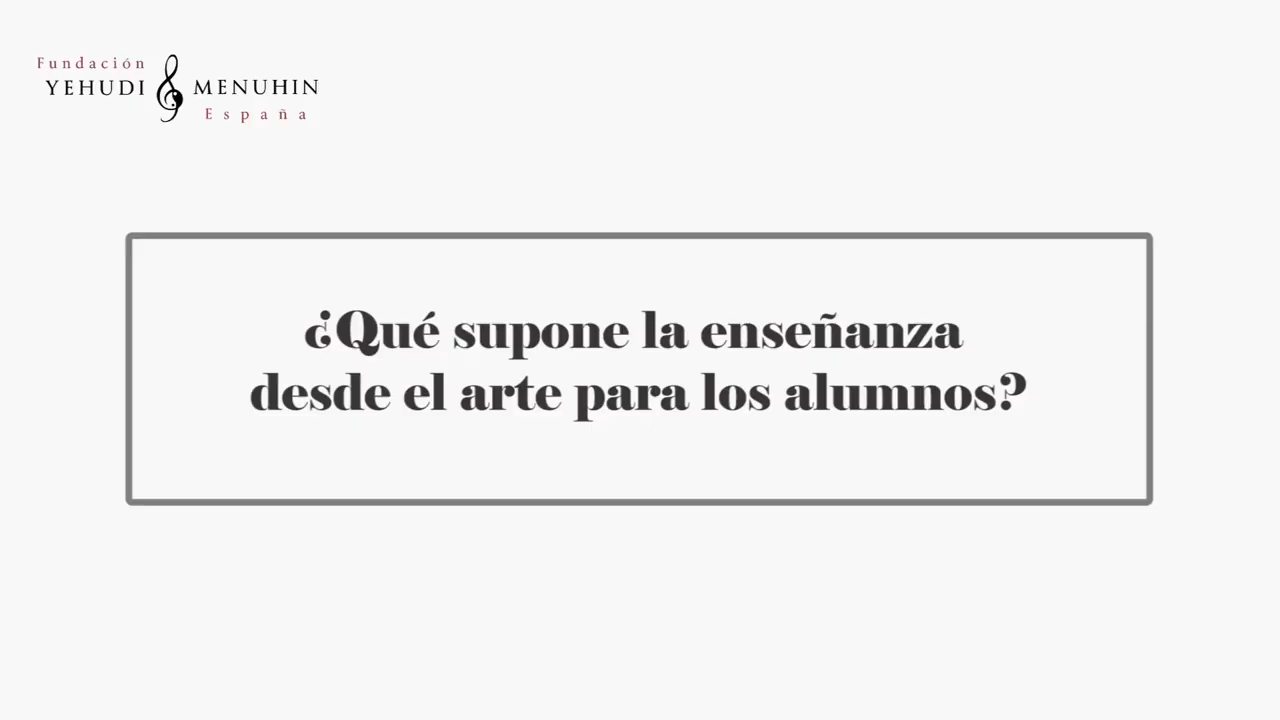 Fundación
YEHUDI MENUHIN
España
¿Qué supone la enseñanza
desde el arte para los alumnos?